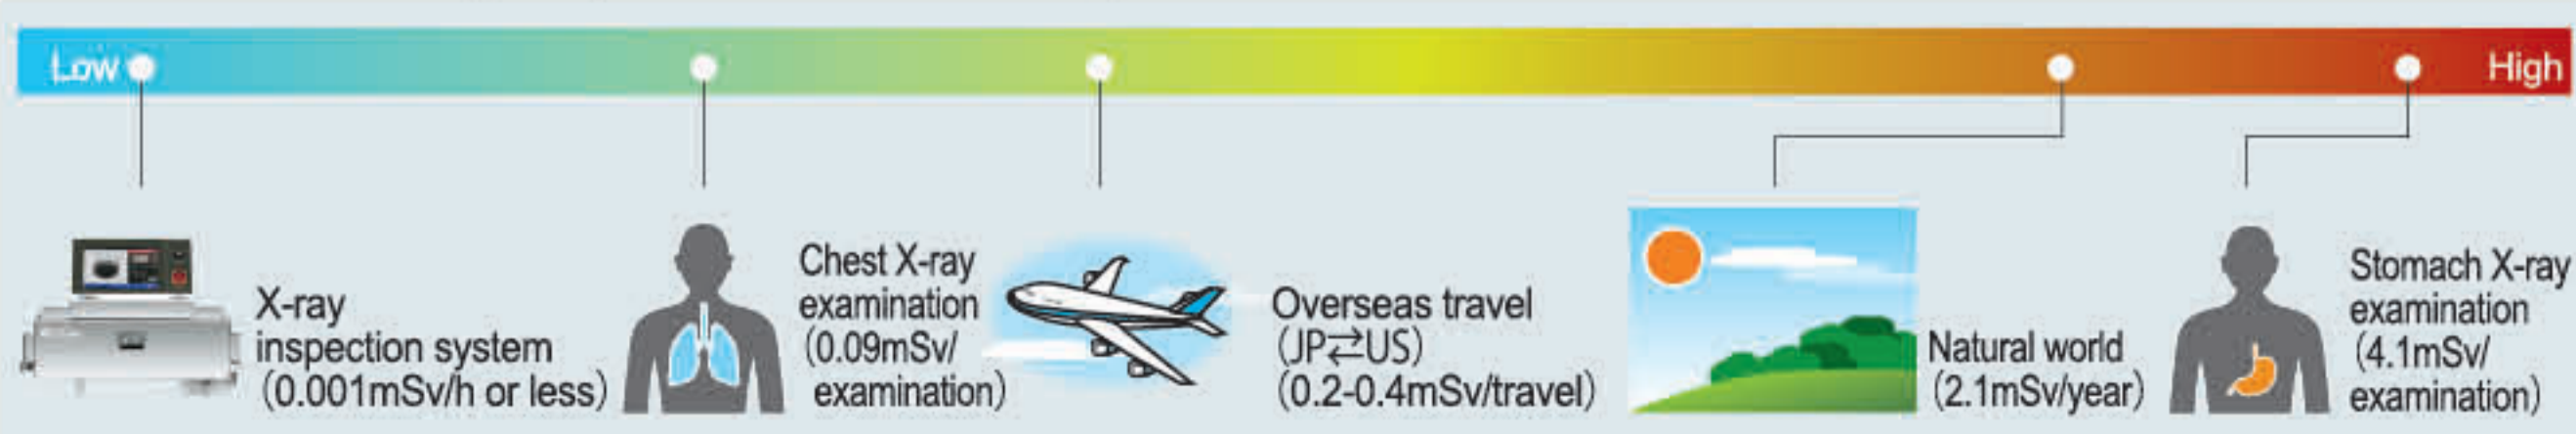 Low
High
X-ray
inspection system
(0.001mSv/h or less)
Chest X-ray
examination
(0.09mSv/
examination)
Overseas travel
(JP⇄US)
(0.2-0.4mSv/travel)
Natural world
(2.1mSv/year)
Stomach X-ray
examination
(4.1mSv/
examination)